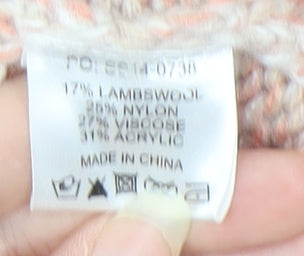 17% LAMBSWOOL
25% NYLON
27% VISCOSE
31% ACRYLIC
MADE IN CHINA